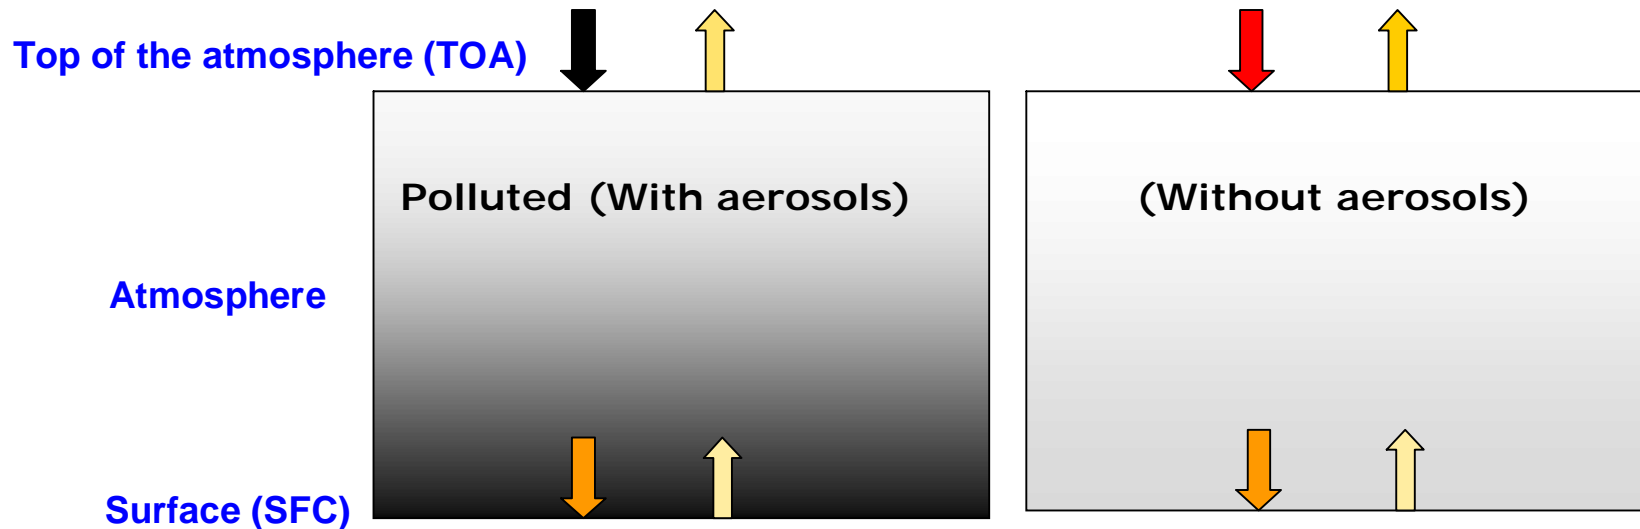 Top of the atmosphere (TOA)
Polluted (With aerosols)
(Without aerosols)
Atmosphere
Surface (SFC)